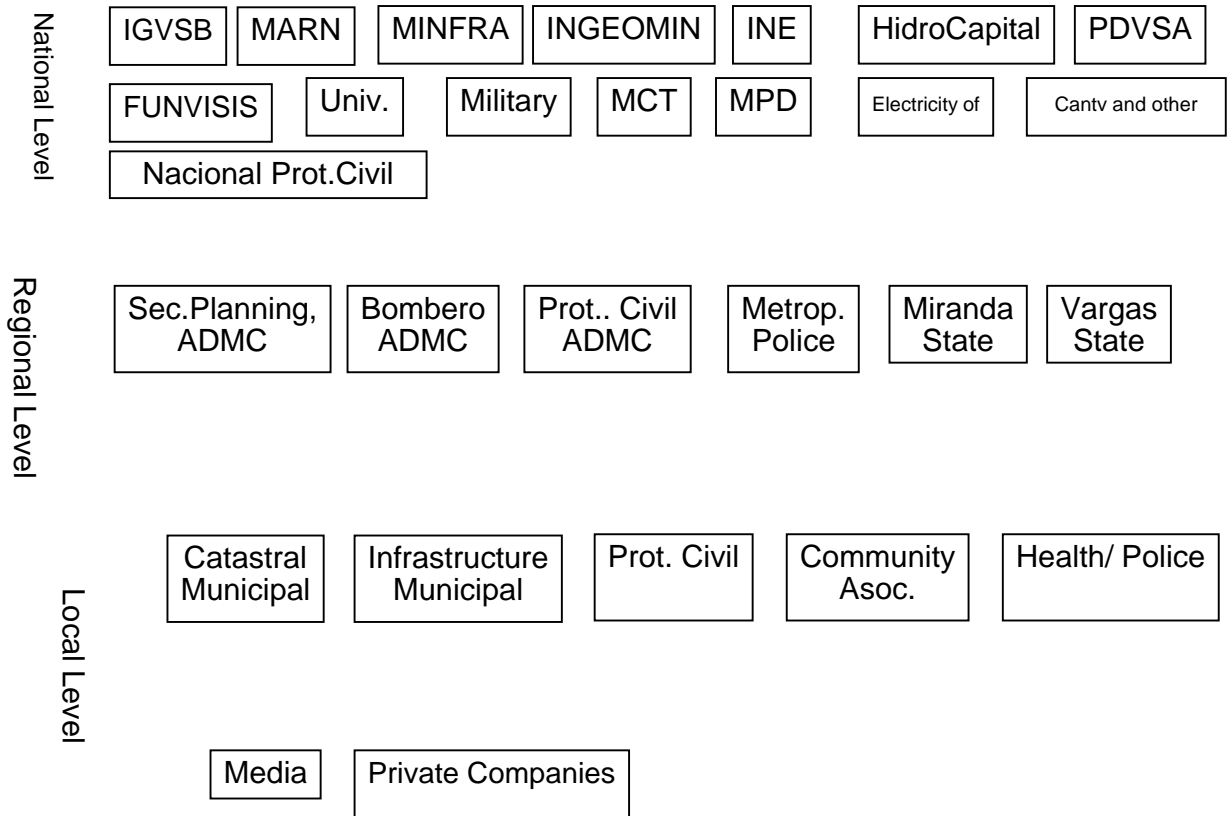 National Level
IGVSB MARN MINFRA INGEOMIN INE HidroCapital PDVSA
FUNVISIS Univ. Military MCT MPD Electricity of Cantv and other
Nacional Prot.Civil
Regional Level
Sec.Planning,
ADMC
Bombero
ADMC
Prot.. Civil
ADMC
Metrop.
Police
Miranda
State
Vargas
State
Local Level
Catastral
Municipal
Infrastructure
Municipal
Prot. Civil
Community
Asoc.
Health/ Police
Media
Private Companies